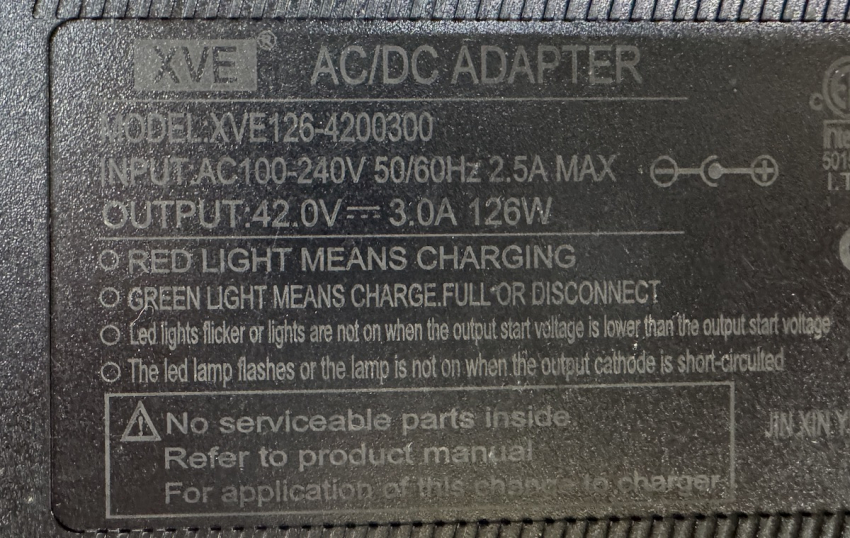 XVE® AC/DC ADAPTER
MODEL:XVE126-4200300
INPUT:AC100-240V 50/60Hz 2.5A MAX
OUTPUT:42.0V⎓3.0A 126W
RED LIGHT MEANS CHARGING
GREEN LIGHT MEANS CHARGE.FULL OR DISCONNECT
Led lights flicker or lights are not on when the output start voltage is lower than the output start voltage
The led lamp flashes or the lamp is not on when the output cathode is short-circuited
No serviceable parts inside
Refer to product manual
For application of this change to charger
501
I.T
JIN XIN Y